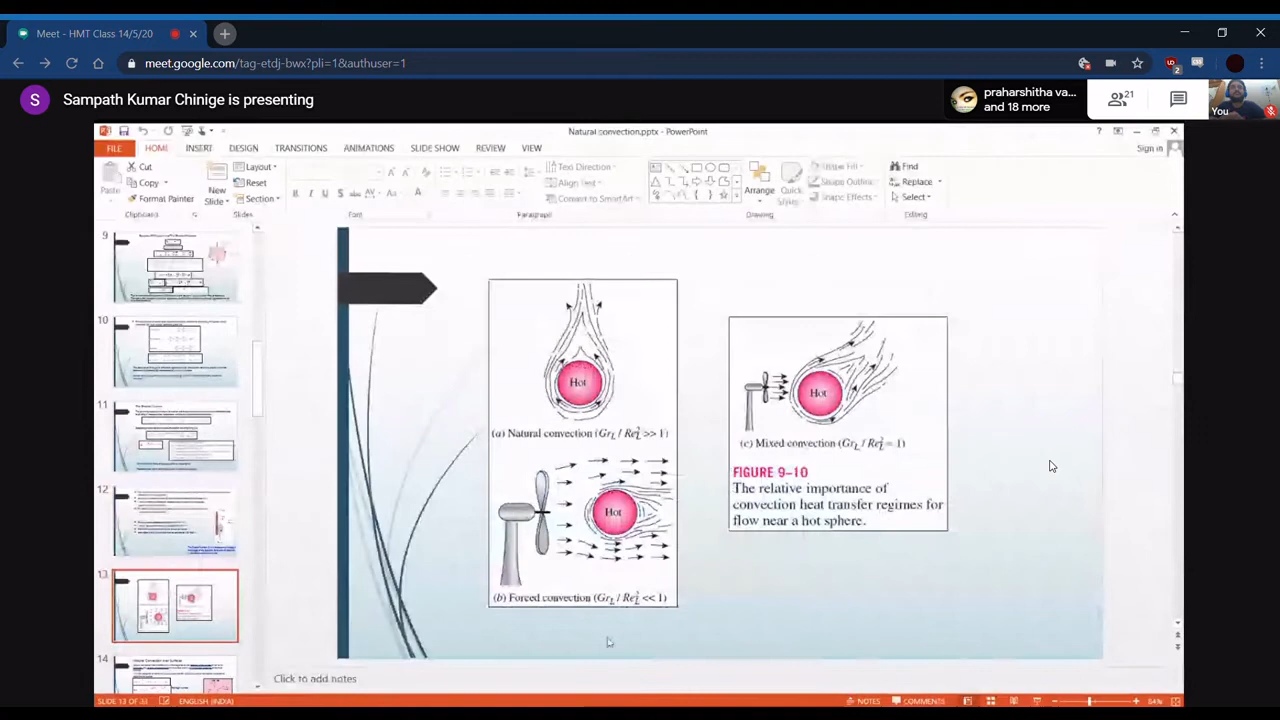 Meet - HMT Class 14/5/20
meet.google.com/tag-etdj-bwx?pli=1&authuser=1
2
S
Sampath Kumar Chinige is presenting
praharshitha va...
and 18 more
21
You
Natural convection.pptx - PowerPoint
Sign in
FILE HOME INSERT DESIGN TRANSITIONS ANIMATIONS SLIDE SHOW REVIEW VIEW
Paste
Cut
Copy
Format Painter
Clipboard
New
Slide
Layout
Reset
Section
Slides
Font
Text Direction
Align Text
Convert to SmartArt
Paragraph
Arrange
Quick
Styles
Shape Fill
Shape Outline
Shape Effects
Drawing
Find
Replace
Select
Editing
9
10
11
12
13
14
Hot
(a) Natural convection (Gr_L / Re_L^2 >> 1)
Hot
(b) Forced convection (Gr_L / Re_L^2 << 1)
Hot
(c) Mixed convection (Gr_L / Re_L^2 = 1)
FIGURE 9–10
The relative importance of
convection heat transfer regimes for
flow near a hot sphere.
Click to add notes
SLIDE 13 OF 33 ENGLISH (INDIA) NOTES COMMENTS 84%